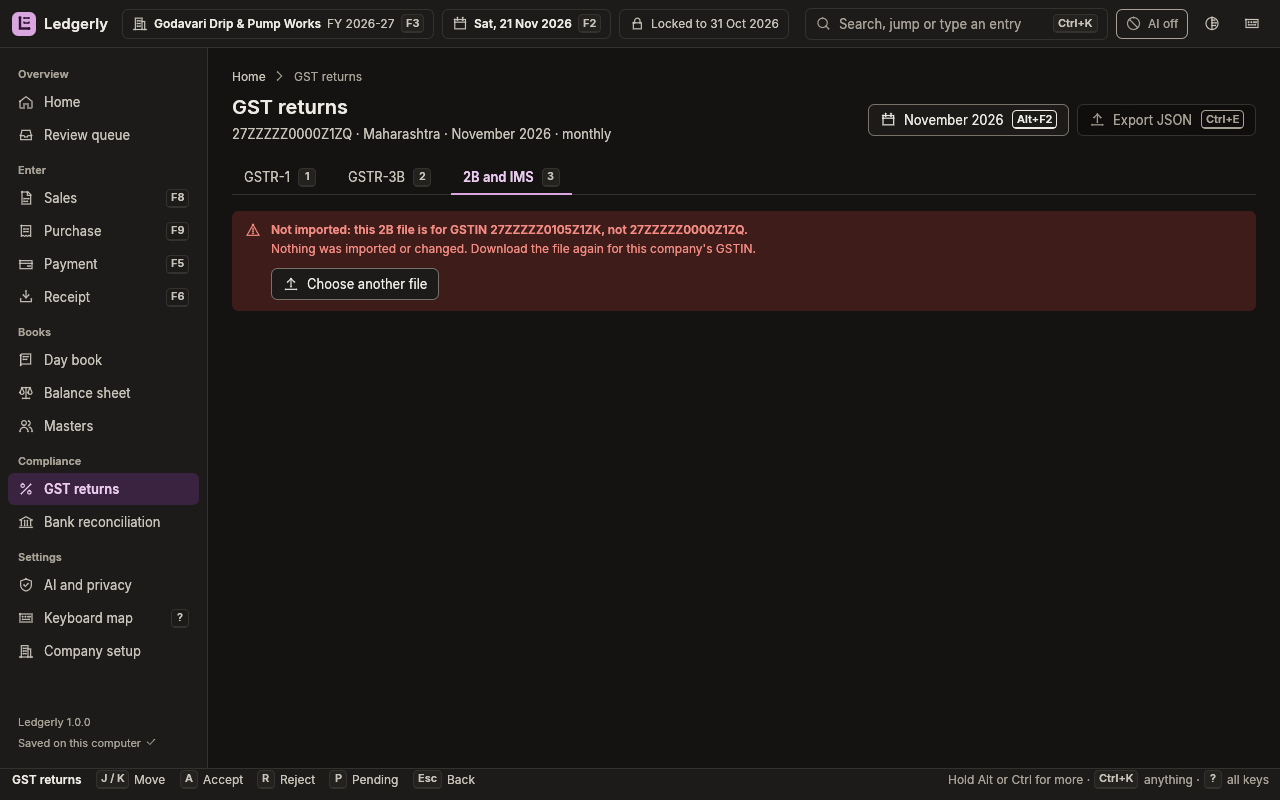 Ledgerly
Godavari Drip & Pump Works FY 2026-27 F3
Sat, 21 Nov 2026 F2
Locked to 31 Oct 2026
Search, jump or type an entry Ctrl+K
AI off
Overview
Home
Review queue
Enter
Sales F8
Purchase F9
Payment F5
Receipt F6
Books
Day book
Balance sheet
Masters
Compliance
GST returns
Bank reconciliation
Settings
AI and privacy
Keyboard map ?
Company setup
Ledgerly 1.0.0
Saved on this computer
Home GST returns
GST returns
27ZZZZZ0000Z1ZQ · Maharashtra · November 2026 · monthly
November 2026 Alt+F2
Export JSON Ctrl+E
GSTR-1 1
GSTR-3B 2
2B and IMS 3
Not imported: this 2B file is for GSTIN 27ZZZZZ0105Z1ZK, not 27ZZZZZ0000Z1ZQ.
Nothing was imported or changed. Download the file again for this company's GSTIN.
Choose another file
GST returns J / K Move A Accept R Reject P Pending Esc Back
Hold Alt or Ctrl for more · Ctrl+K anything · ? all keys